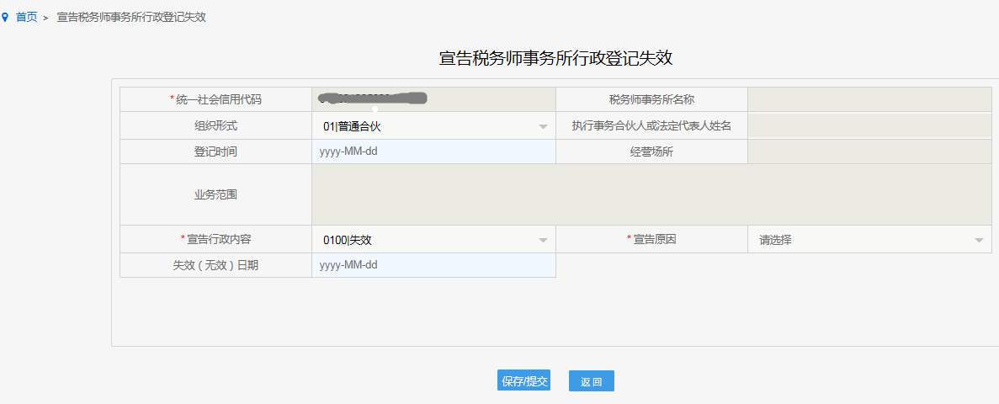 首页 > 宣告税务师事务所行政登记失效
宣告税务师事务所行政登记失效
*统一社会信用代码 税务师事务所名称
组织形式 01|普通合伙 执行事务合伙人或法定代表人姓名
登记时间 yyyy-MM-dd 经营场所
业务范围
*宣告行政内容 0100|失效 *宣告原因 请选择
失效（无效）日期 yyyy-MM-dd
保存/提交 返回